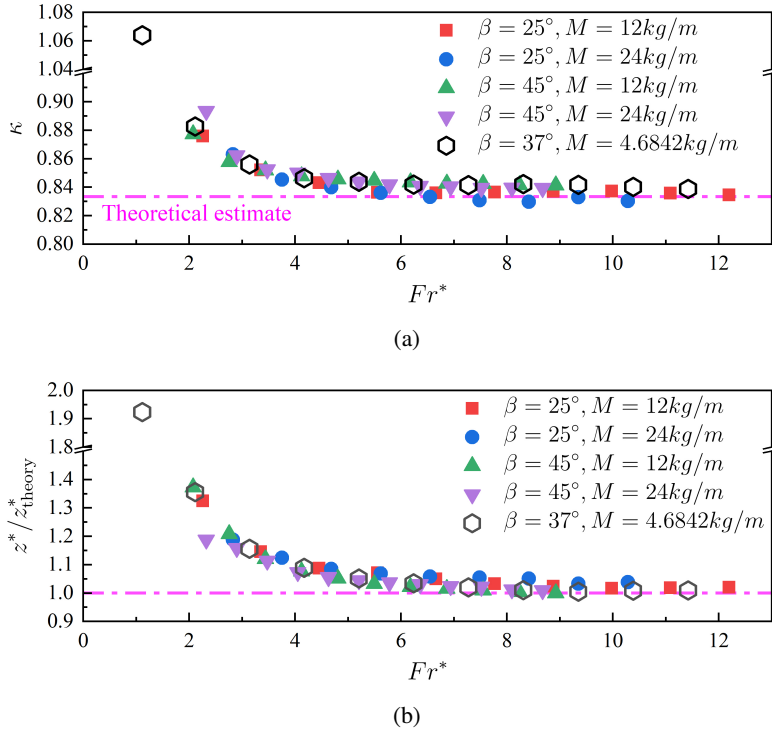 1.08
1.06
1.04
0.90
0.88
0.86
0.84
0.82
0.80
κ
β = 25°, M = 12kg/m
β = 25°, M = 24kg/m
β = 45°, M = 12kg/m
β = 45°, M = 24kg/m
β = 37°, M = 4.6842kg/m
Theoretical estimate
0 2 4 6 8 10 12
Fr*
(a)
2.0
1.9
1.8
1.4
1.3
1.2
1.1
1.0
0.9
z*/z*theory
β = 25°, M = 12kg/m
β = 25°, M = 24kg/m
β = 45°, M = 12kg/m
β = 45°, M = 24kg/m
β = 37°, M = 4.6842kg/m
0 2 4 6 8 10 12
Fr*
(b)